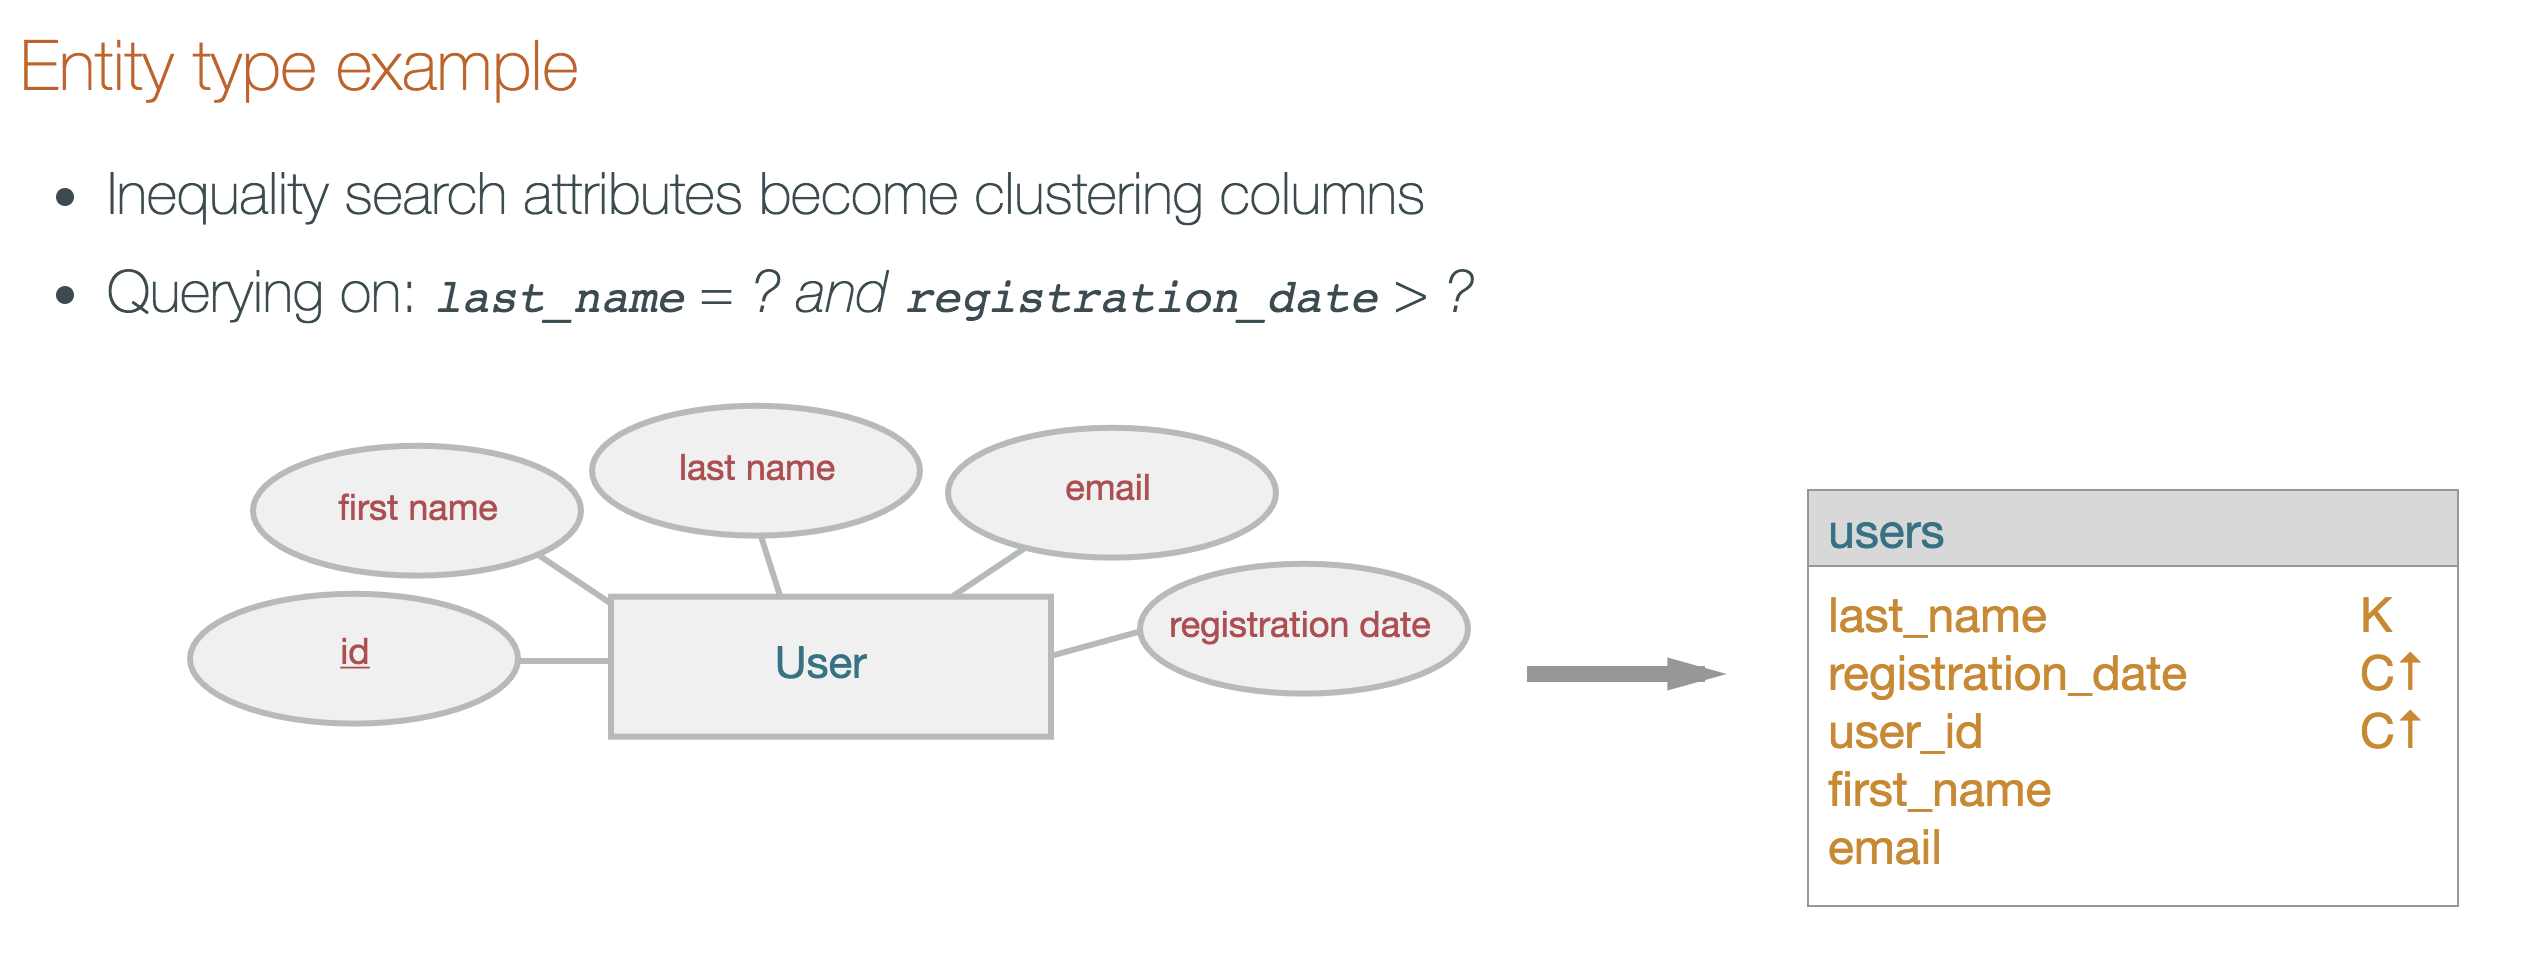 Entity type example
• Inequality search attributes become clustering columns
• Querying on: last_name = ? and registration_date > ?
last name
email
first name
registration date
id
User
users
last_name K
registration_date C↑
user_id C↑
first_name
email